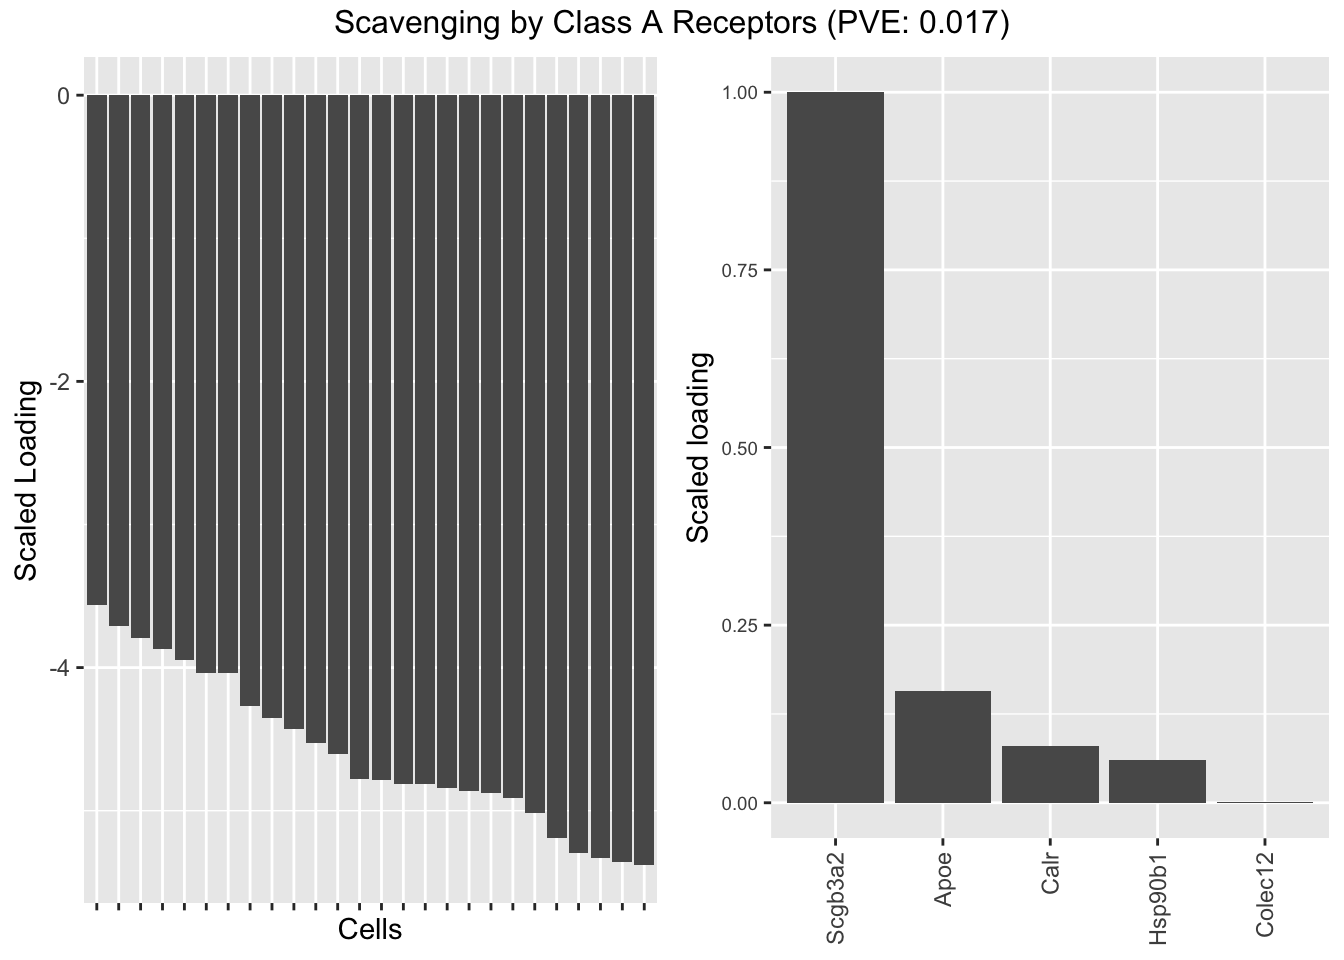 Scavenging by Class A Receptors (PVE: 0.017)
Scaled Loading
0
-2
-4
Cells
Scaled loading
1.00
0.75
0.50
0.25
0.00
Scgb3a2
Apoe
Calr
Hsp90b1
Colec12